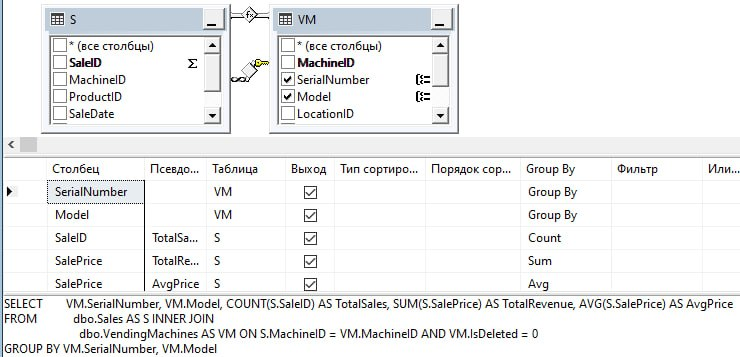 S
* (все столбцы)
SaleID
MachineID
ProductID
SaleDate
VM
* (все столбцы)
MachineID
SerialNumber
Model
LocationID
Столбец Псевдо... Таблица Выход Тип сортиро... Порядок сор... Group By Фильтр Или...
SerialNumber VM Group By
Model VM Group By
SaleID TotalSa... S Count
SalePrice TotalRe... S Sum
SalePrice AvgPrice S Avg
SELECT VM.SerialNumber, VM.Model, COUNT(S.SaleID) AS TotalSales, SUM(S.SalePrice) AS TotalRevenue, AVG(S.SalePrice) AS AvgPrice
FROM dbo.Sales AS S INNER JOIN
dbo.VendingMachines AS VM ON S.MachineID = VM.MachineID AND VM.IsDeleted = 0
GROUP BY VM.SerialNumber, VM.Model